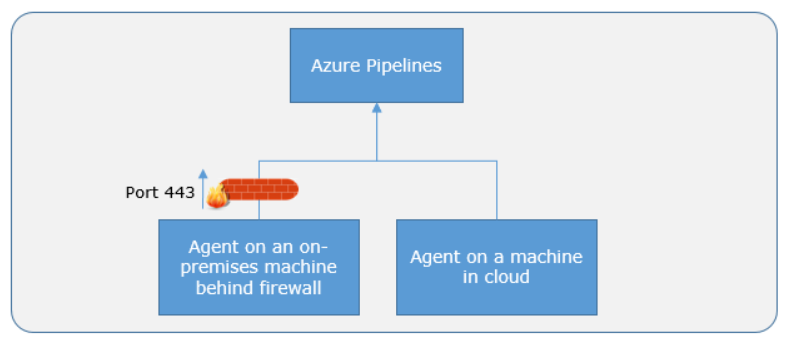 Azure Pipelines
Port 443
Agent on an on-
premises machine
behind firewall
Agent on a machine
in cloud